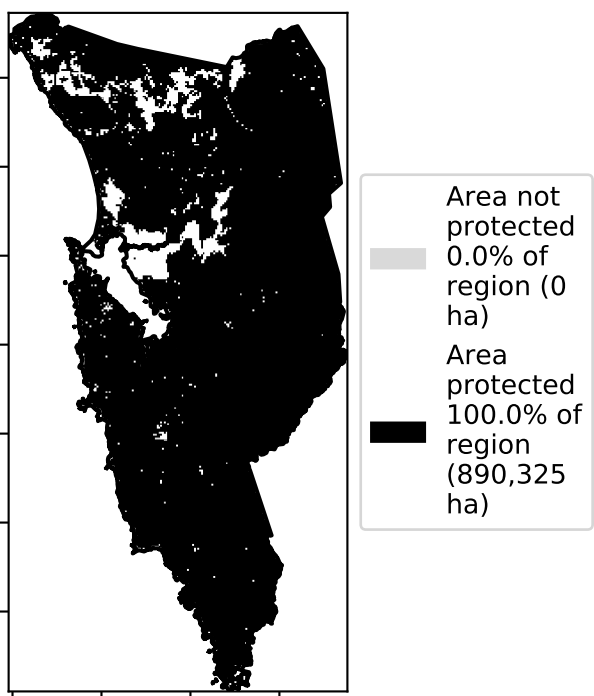 Area not
protected
0.0% of
region (0
ha)
Area
protected
100.0% of
region
(890,325
ha)